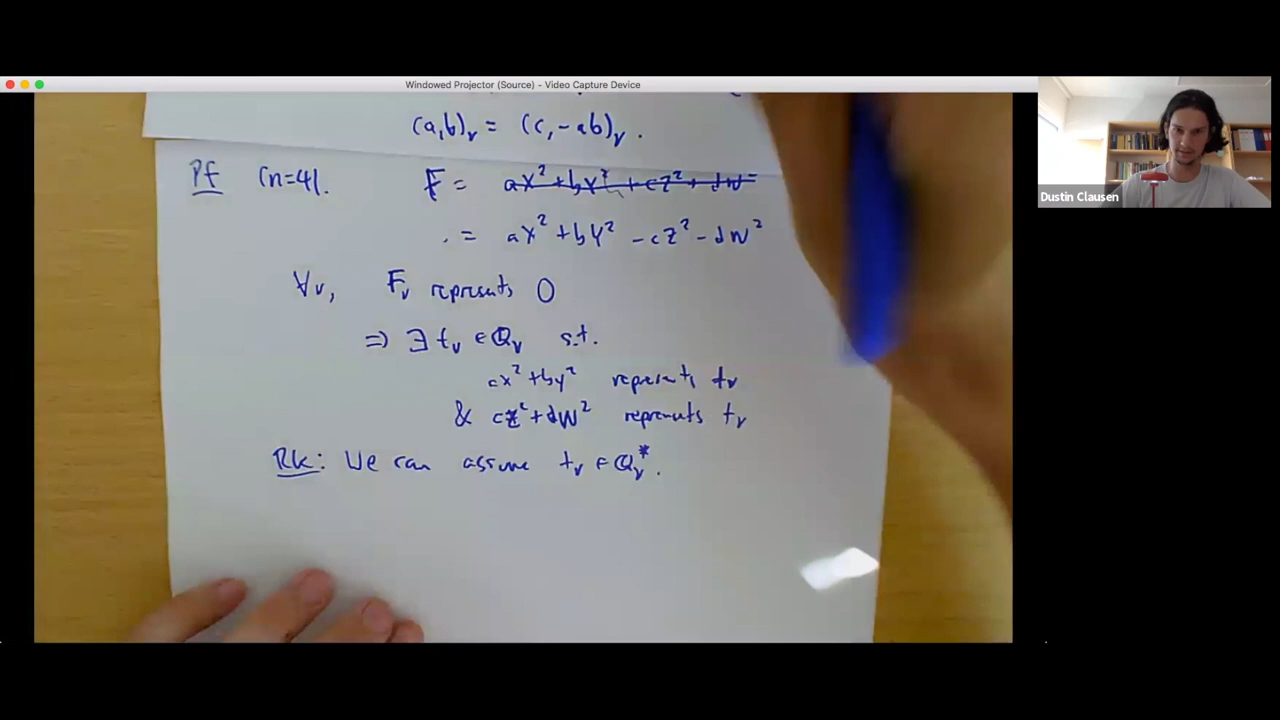 Windowed Projector (Source) - Video Capture Device
(a,b)_v = (c,-ab)_v .
Pf (n=4).
F = aX² + bY² + cZ² + dW²
= aX² + bY² - cZ² - dW²
∀v, F_v represents 0
⇒ ∃ t_v ∈ ℚ_v s.t.
ax² + by² represents t_v
& cZ² + dW² represents t_v
Rk: We can assume t_v ∈ ℚ_v^*.
Dustin Clausen